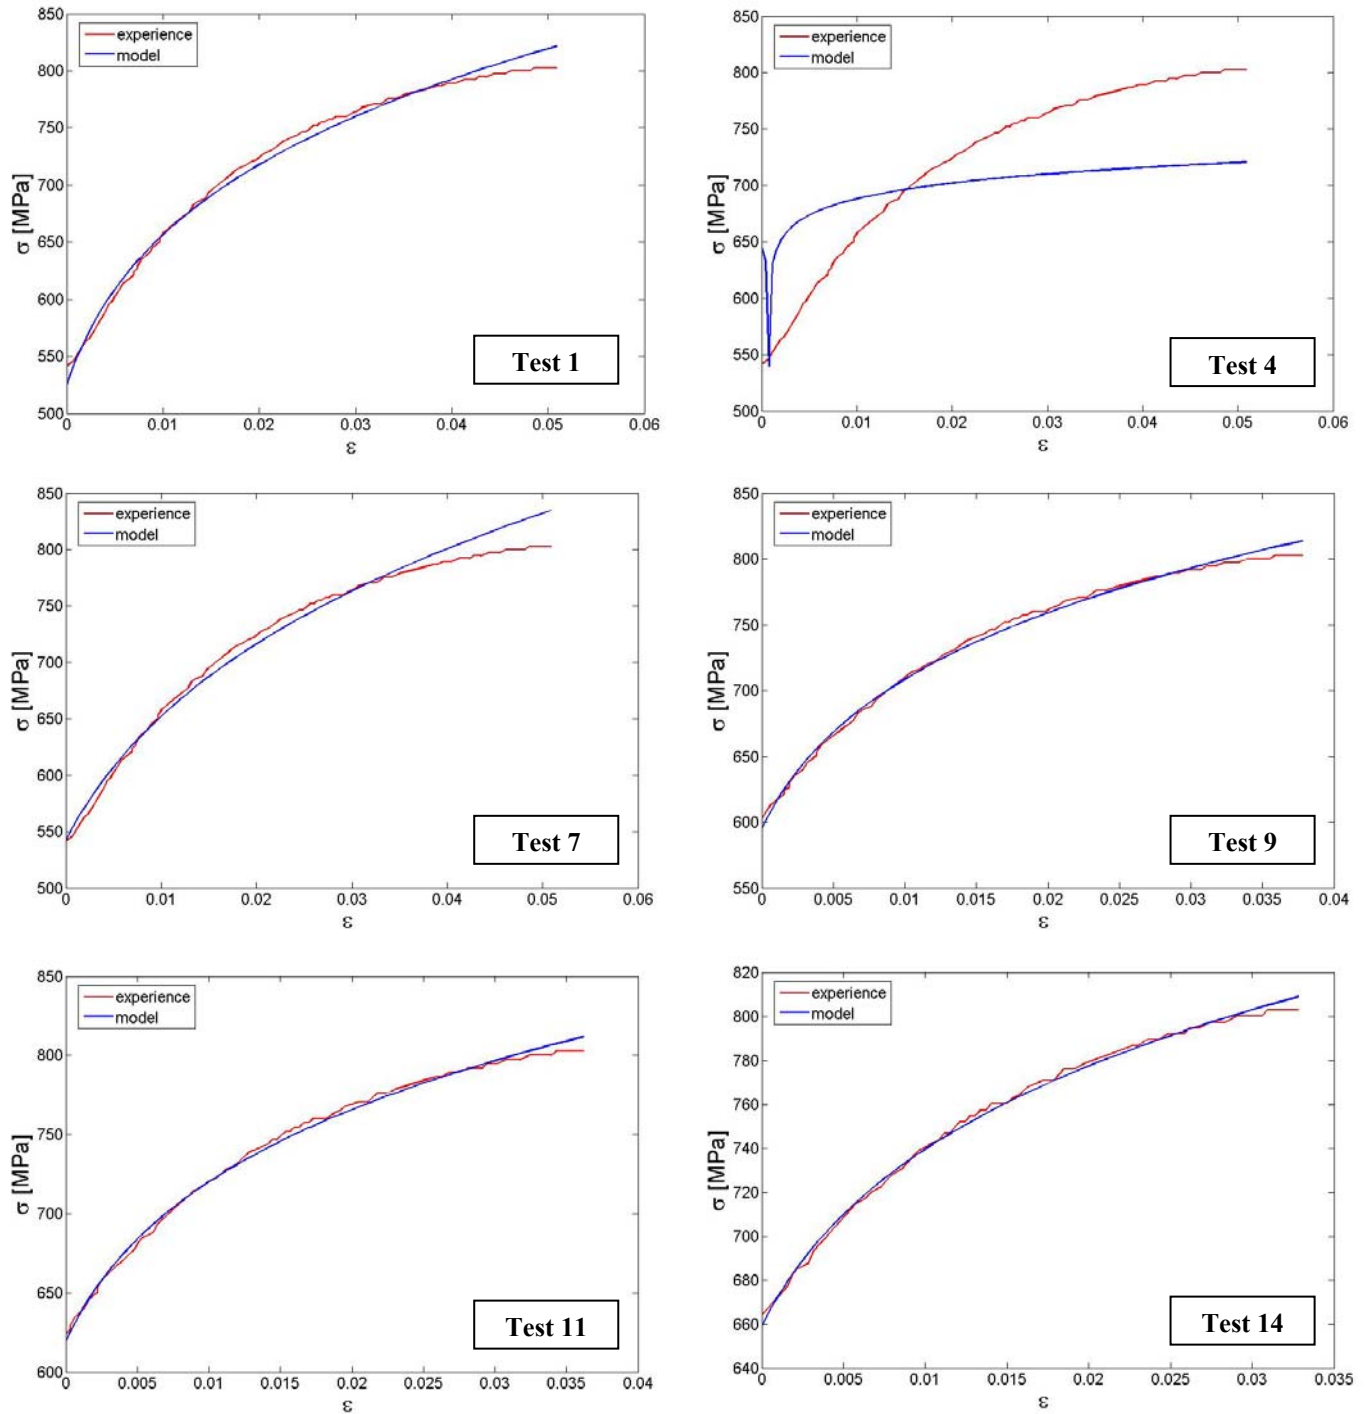 850
800
750
700
650
600
550
500
σ [MPa]
experience
model
Test 1
0 0.01 0.02 0.03 0.04 0.05 0.06
ε
850
800
750
700
650
600
550
500
σ [MPa]
experience
model
Test 4
0 0.01 0.02 0.03 0.04 0.05 0.06
ε
850
800
750
700
650
600
550
500
σ [MPa]
experience
model
Test 7
0 0.01 0.02 0.03 0.04 0.05 0.06
ε
850
800
750
700
650
600
550
σ [MPa]
experience
model
Test 9
0 0.005 0.01 0.015 0.02 0.025 0.03 0.035 0.04
ε
850
800
750
700
650
600
σ [MPa]
experience
model
Test 11
0 0.005 0.01 0.015 0.02 0.025 0.03 0.035 0.04
ε
820
800
780
760
740
720
700
680
660
640
σ [MPa]
experience
model
Test 14
0 0.005 0.01 0.015 0.02 0.025 0.03 0.035
ε